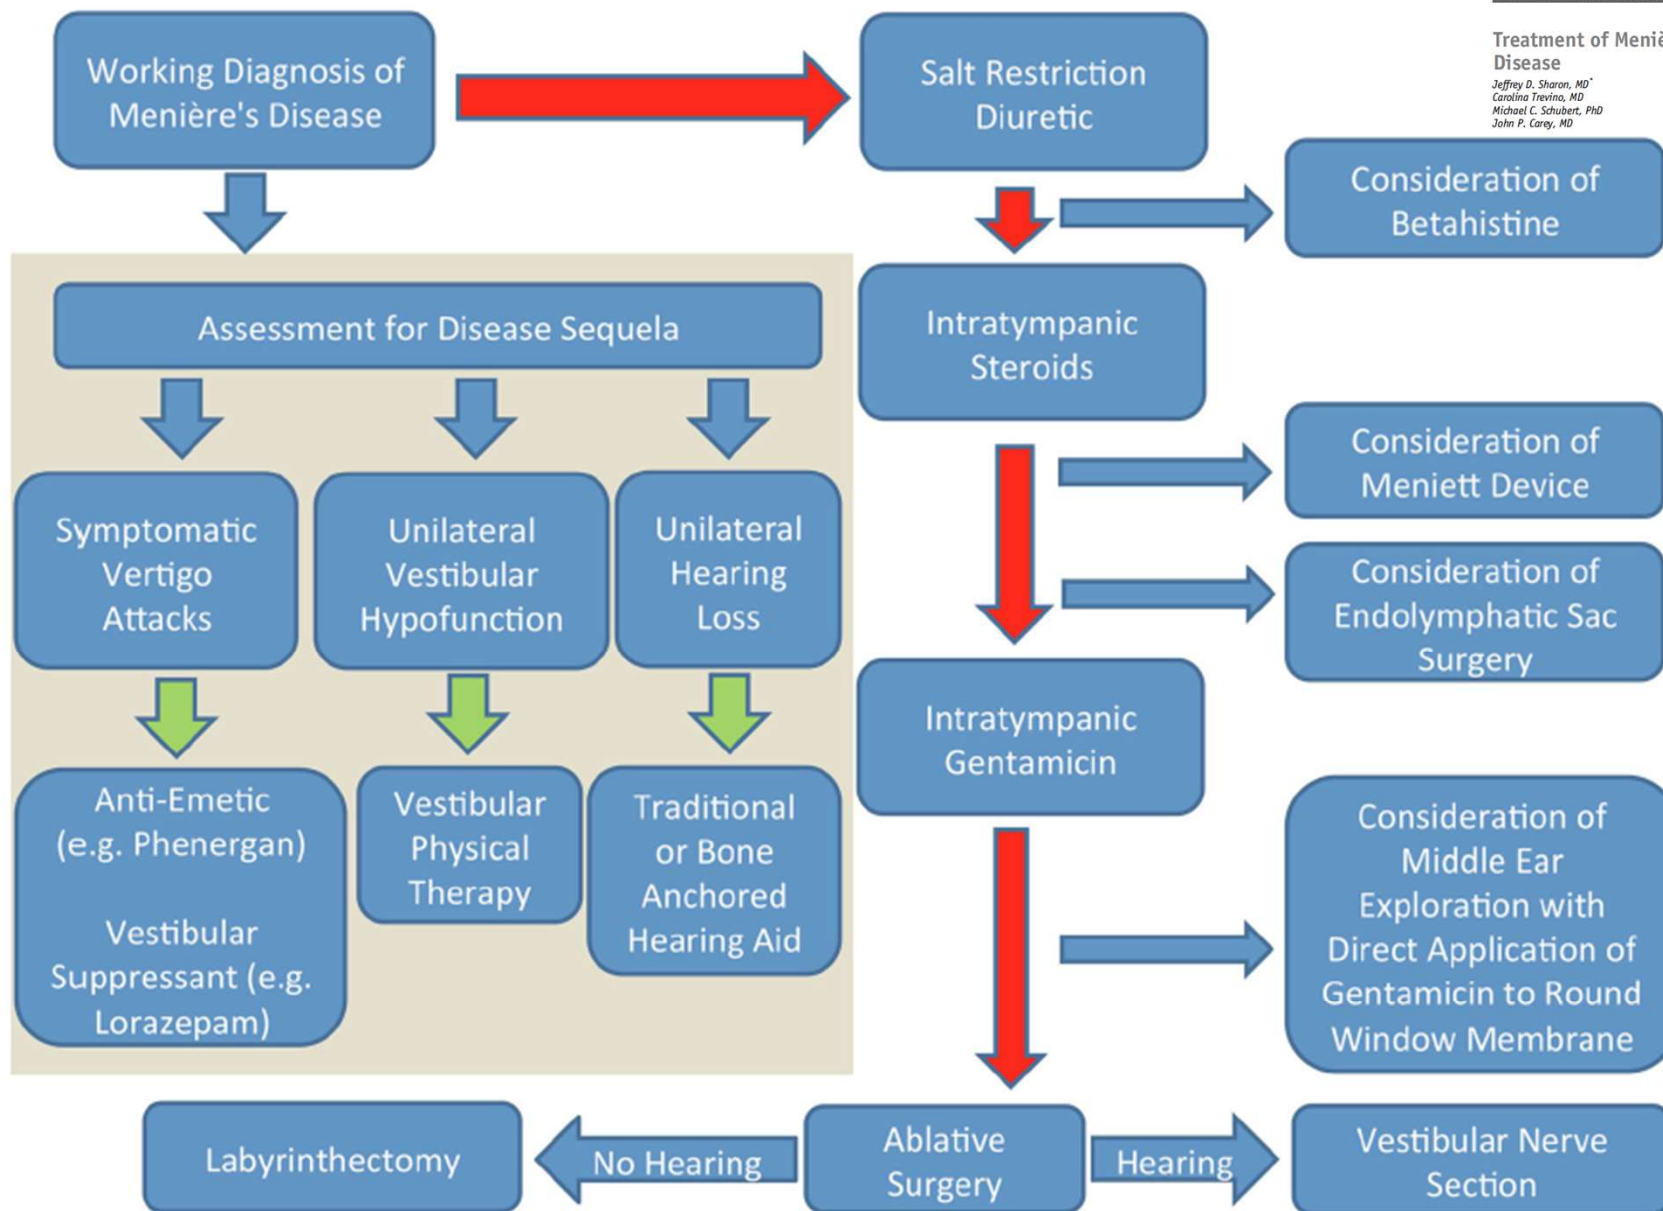 Treatment of Meniè
Disease
Jeffrey D. Sharon, MD*
Carolina Trevino, MD
Michael C. Schubert, PhD
John P. Carey, MD
Working Diagnosis of
Menière's Disease
Salt Restriction
Diuretic
Consideration of
Betahistine
Assessment for Disease Sequela
Intratympanic
Steroids
Consideration of
Meniett Device
Symptomatic
Vertigo
Attacks
Unilateral
Vestibular
Hypofunction
Unilateral
Hearing
Loss
Consideration of
Endolymphatic Sac
Surgery
Intratympanic
Gentamicin
Anti-Emetic
(e.g. Phenergan)
Vestibular
Suppressant (e.g.
Lorazepam)
Vestibular
Physical
Therapy
Traditional
or Bone
Anchored
Hearing Aid
Consideration of
Middle Ear
Exploration with
Direct Application of
Gentamicin to Round
Window Membrane
Labyrinthectomy
No Hearing
Ablative
Surgery
Hearing
Vestibular Nerve
Section